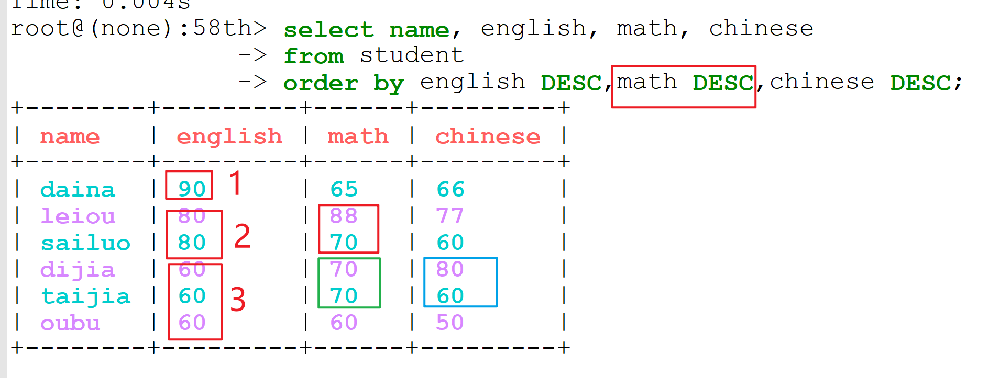 Time: 0.004s
root@(none):58th> select name, english, math, chinese
-> from student
-> order by english DESC,math DESC,chinese DESC;
+--------+---------+------+---------+
| name   | english | math | chinese |
+--------+---------+------+---------+
| daina  | 90 1 | 65 | 66 |
| leiou  | 80 | 88 | 77 |
| sailuo | 80 2 | 70 | 60 |
| dijia  | 60 | 70 | 80 |
| taijia | 60 3 | 70 | 60 |
| oubu   | 60 | 60 | 50 |
+--------+---------+------+---------+